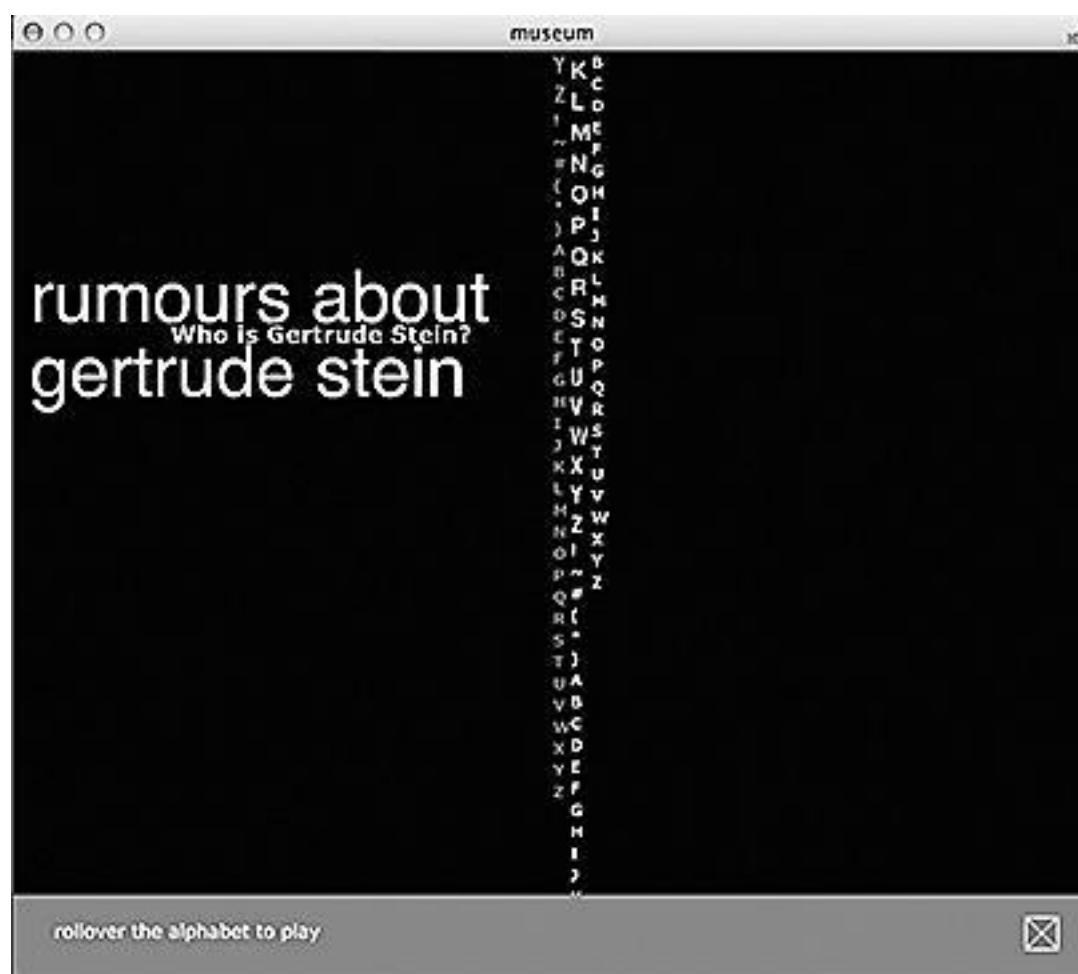 museum
rumours about
Who is Gertrude Stein?
gertrude stein
Y Z ! ~ # ( ) A B C D E F G H I J K L M N O P Q R S T U V W X Y Z
K L M N O P Q R S T U V W X Y Z ! ~ # ( ) A B C D E F G H I J
B C D E F G H I J K L M N O P Q R S T U V W X Y Z
rollover the alphabet to play